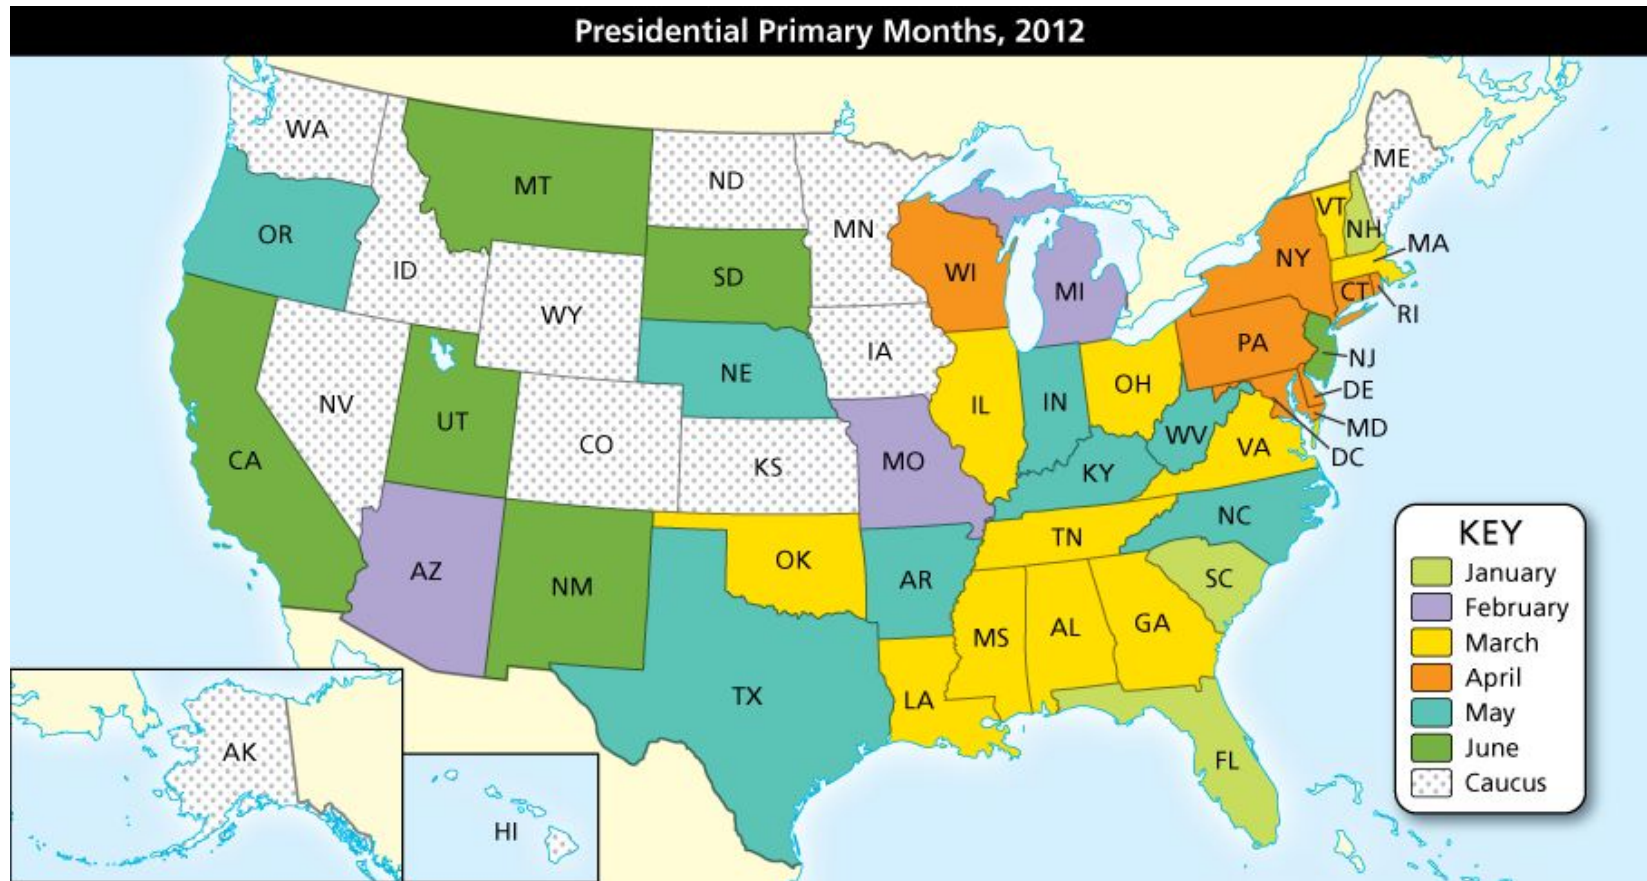 Presidential Primary Months, 2012
WA
MT
ND
MN
ME
VT
NH
MA
OR
ID
SD
WI
MI
NY
CT
RI
WY
NE
IA
PA
NJ
NV
UT
CO
KS
MO
IL
IN
OH
WV
VA
DE
MD
DC
CA
KY
NC
AZ
NM
OK
AR
TN
SC
MS
AL
GA
TX
LA
FL
AK
HI
KEY
January
February
March
April
May
June
Caucus